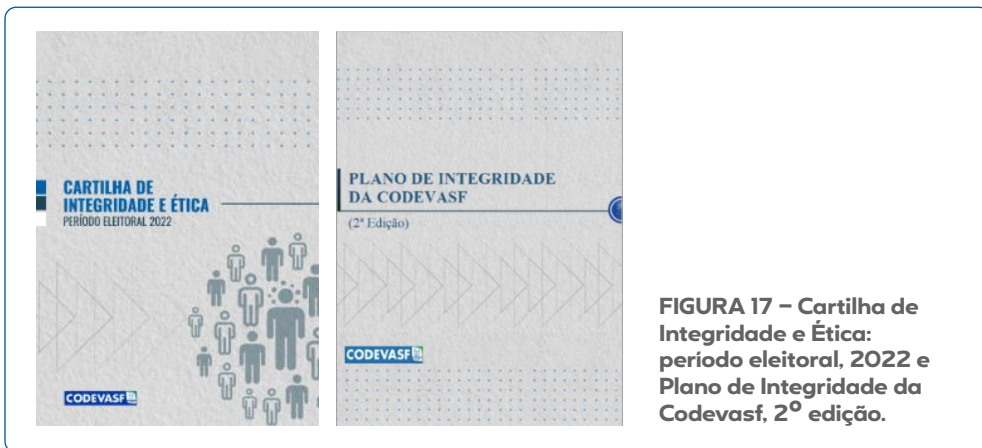 CARTILHA DE
INTEGRIDADE E ÉTICA
PERÍODO ELEITORAL 2022
CODEVASF
PLANO DE INTEGRIDADE
DA CODEVASF
(2ª Edição)
CODEVASF
FIGURA 17 – Cartilha de
Integridade e Ética:
período eleitoral, 2022 e
Plano de Integridade da
Codevasf, 2º edição.